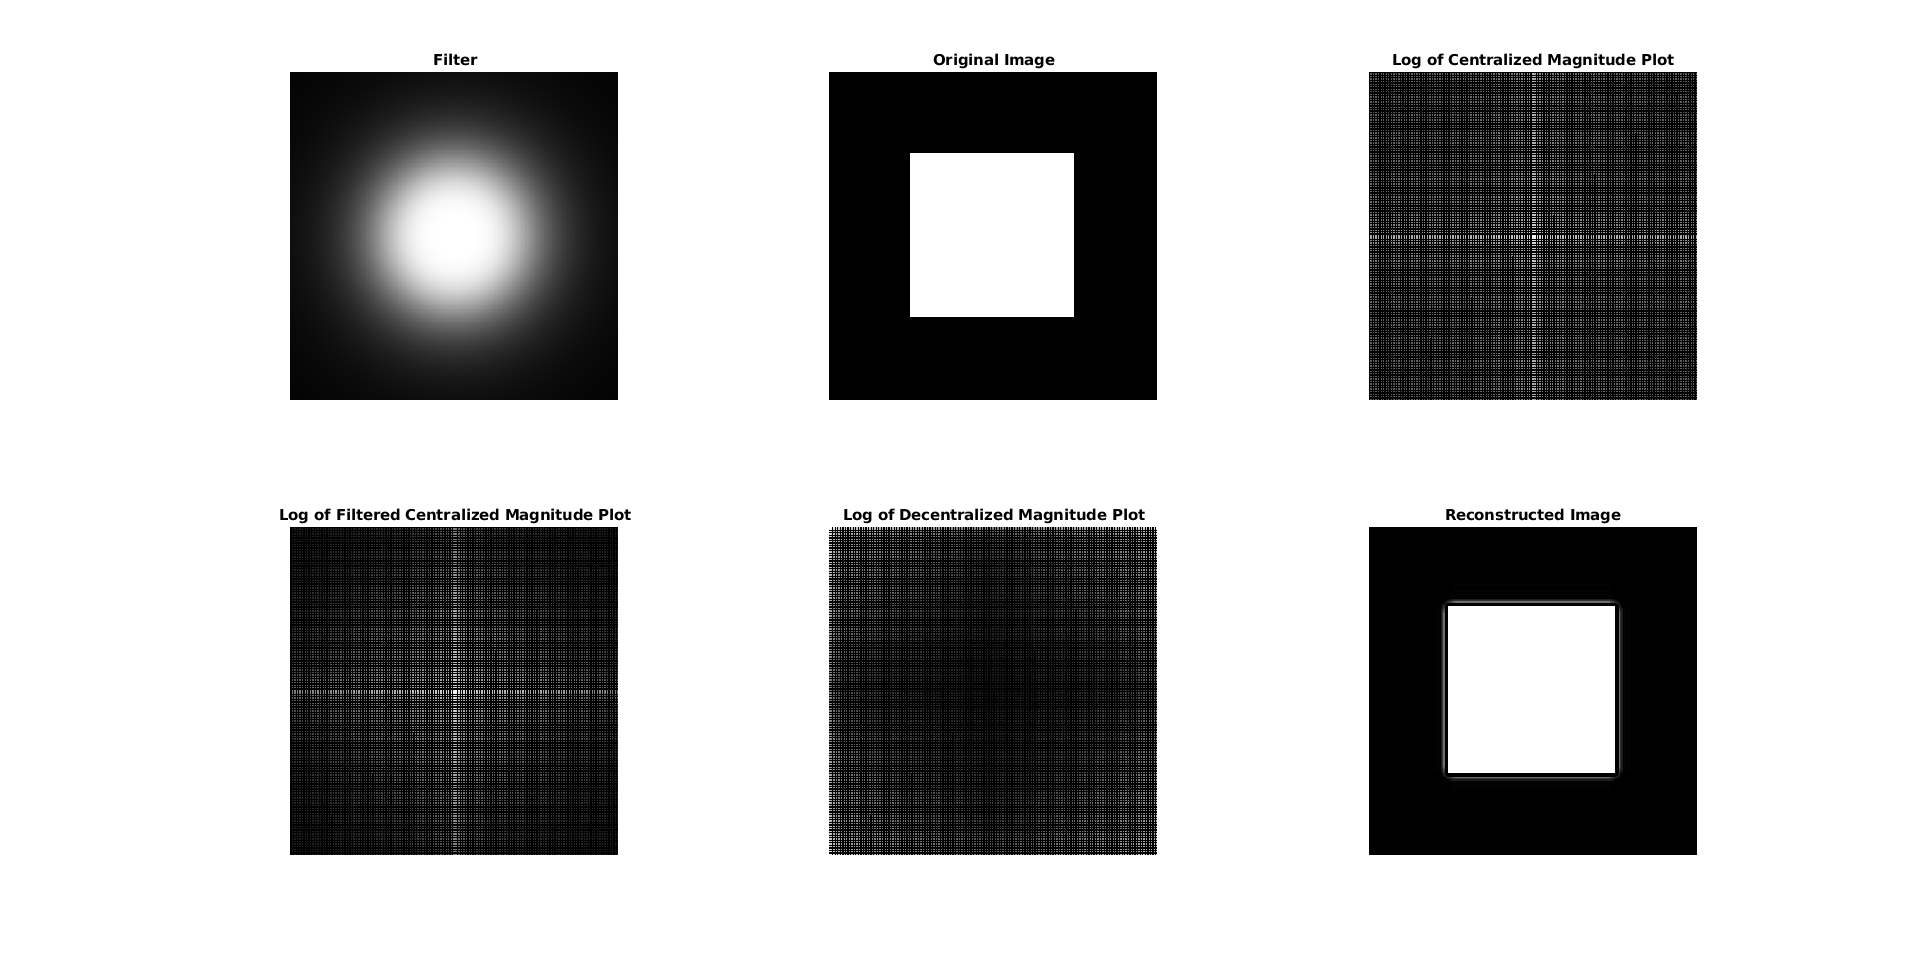 Filter
Original Image
Log of Centralized Magnitude Plot
Log of Filtered Centralized Magnitude Plot
Log of Decentralized Magnitude Plot
Reconstructed Image